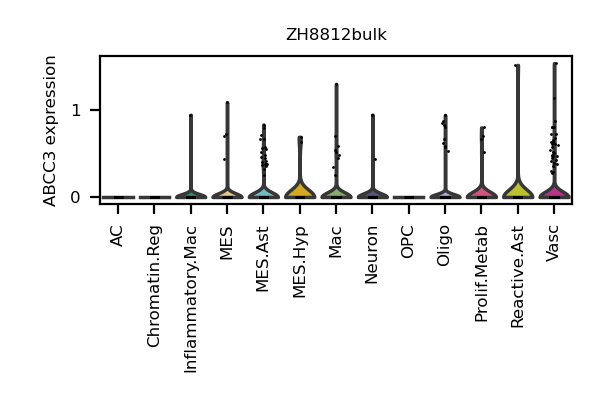 ZH8812bulk
ABCC3 expression
1
0
AC
Chromatin.Reg
Inflammatory.Mac
MES
MES.Ast
MES.Hyp
Mac
Neuron
OPC
Oligo
Prolif.Metab
Reactive.Ast
Vasc